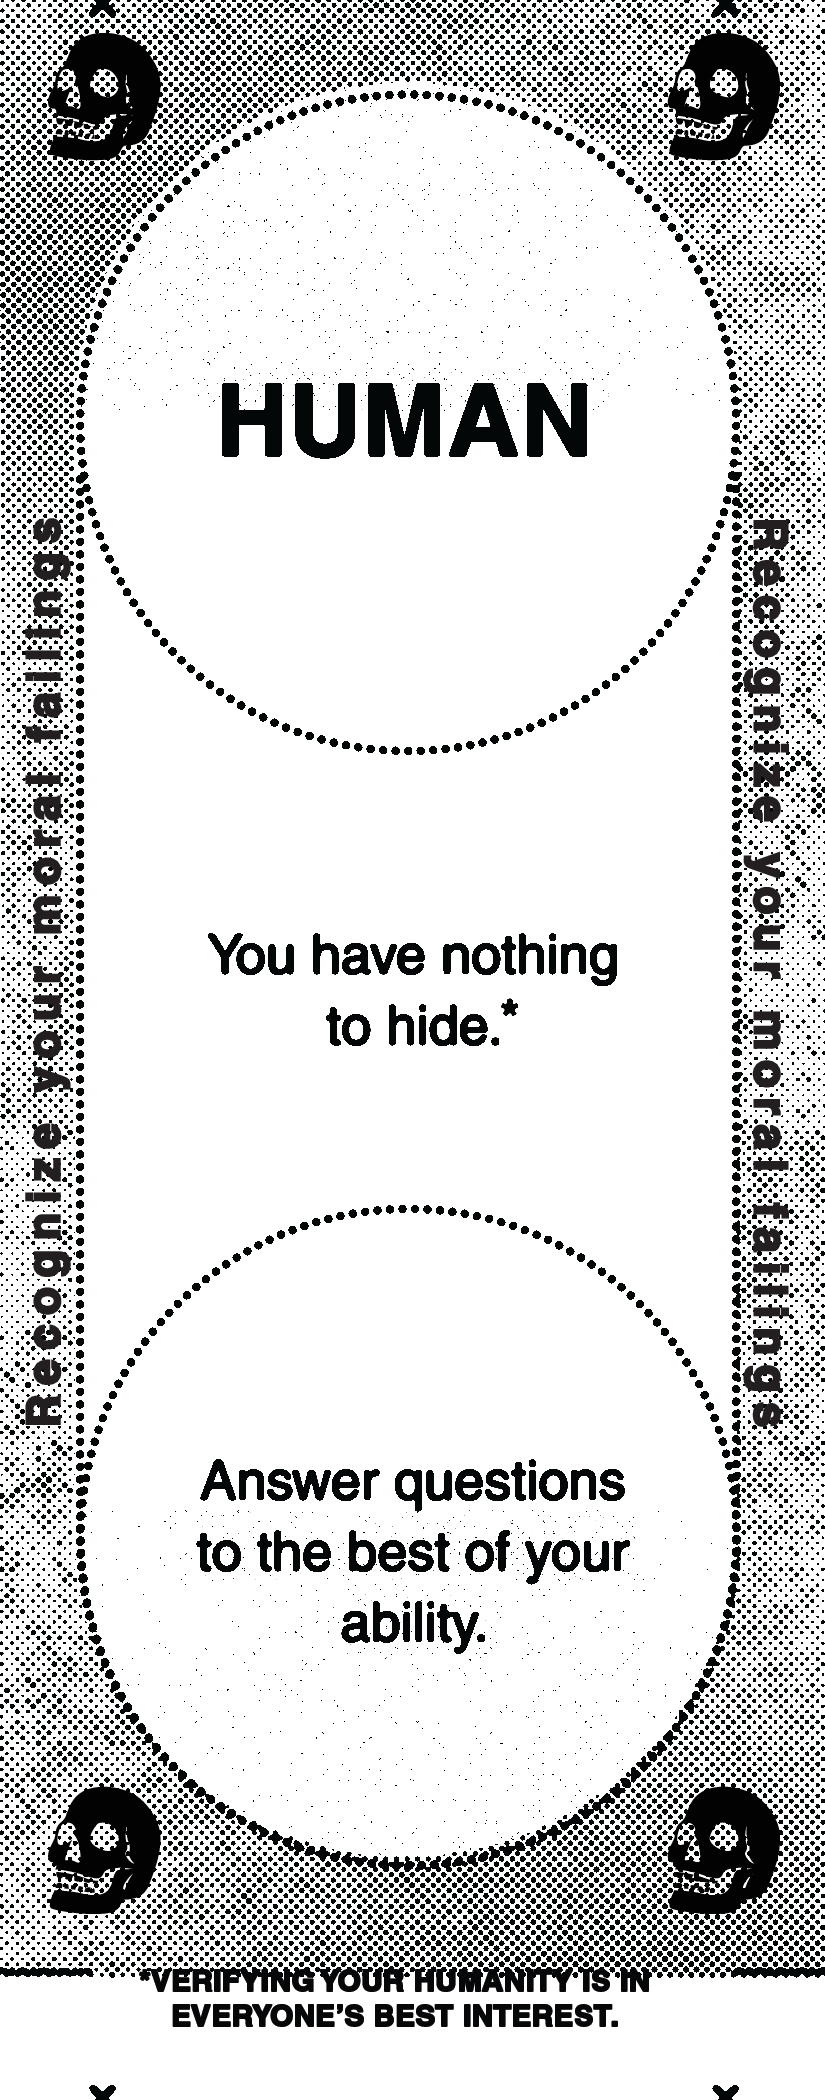 HUMAN
Recognize your moral failings
Recognize your moral failings
You have nothing
to hide.*
Answer questions
to the best of your
ability.
*VERIFYING YOUR HUMANITY IS IN
EVERYONE’S BEST INTEREST.